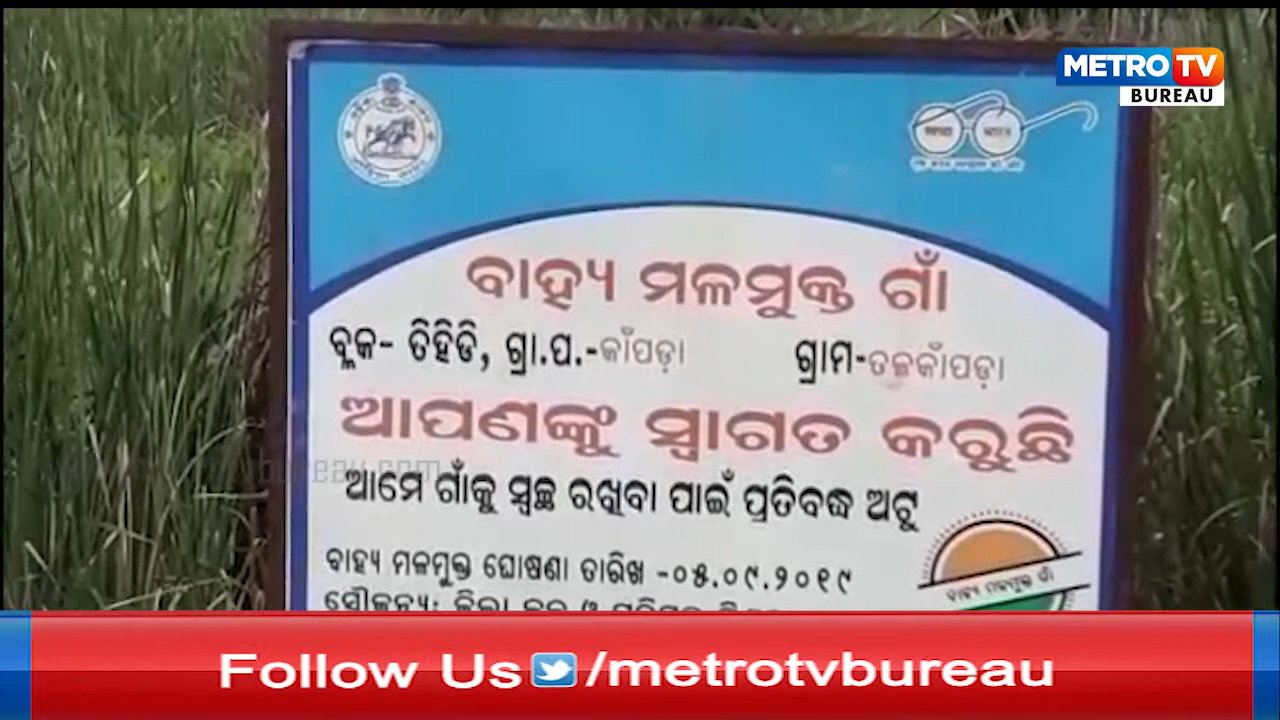 METRO TV
BUREAU
ବାହ୍ୟ ମଳମୁକ୍ତ ଗାଁ
ବ୍ଲକ- ତିହିଡି, ଗ୍ରା.ପ.-କାଁପଡ଼ା ଗ୍ରାମ-ତଳକାଁପଡ଼ା
ଆପଣଙ୍କୁ ସ୍ୱାଗତ କରୁଛି
ଆମେ ଗାଁକୁ ସ୍ୱଚ୍ଛ ରଖିବା ପାଇଁ ପ୍ରତିବଦ୍ଧ ଅଟୁ
ବାହ୍ୟ ମଳମୁକ୍ତ ଘୋଷଣା ତାରିଖ -୦୫.୦୯.୨୦୧୯
ବାହ୍ୟ ମଳମୁକ୍ତ ଗାଁ
Follow Us /metrotvbureau